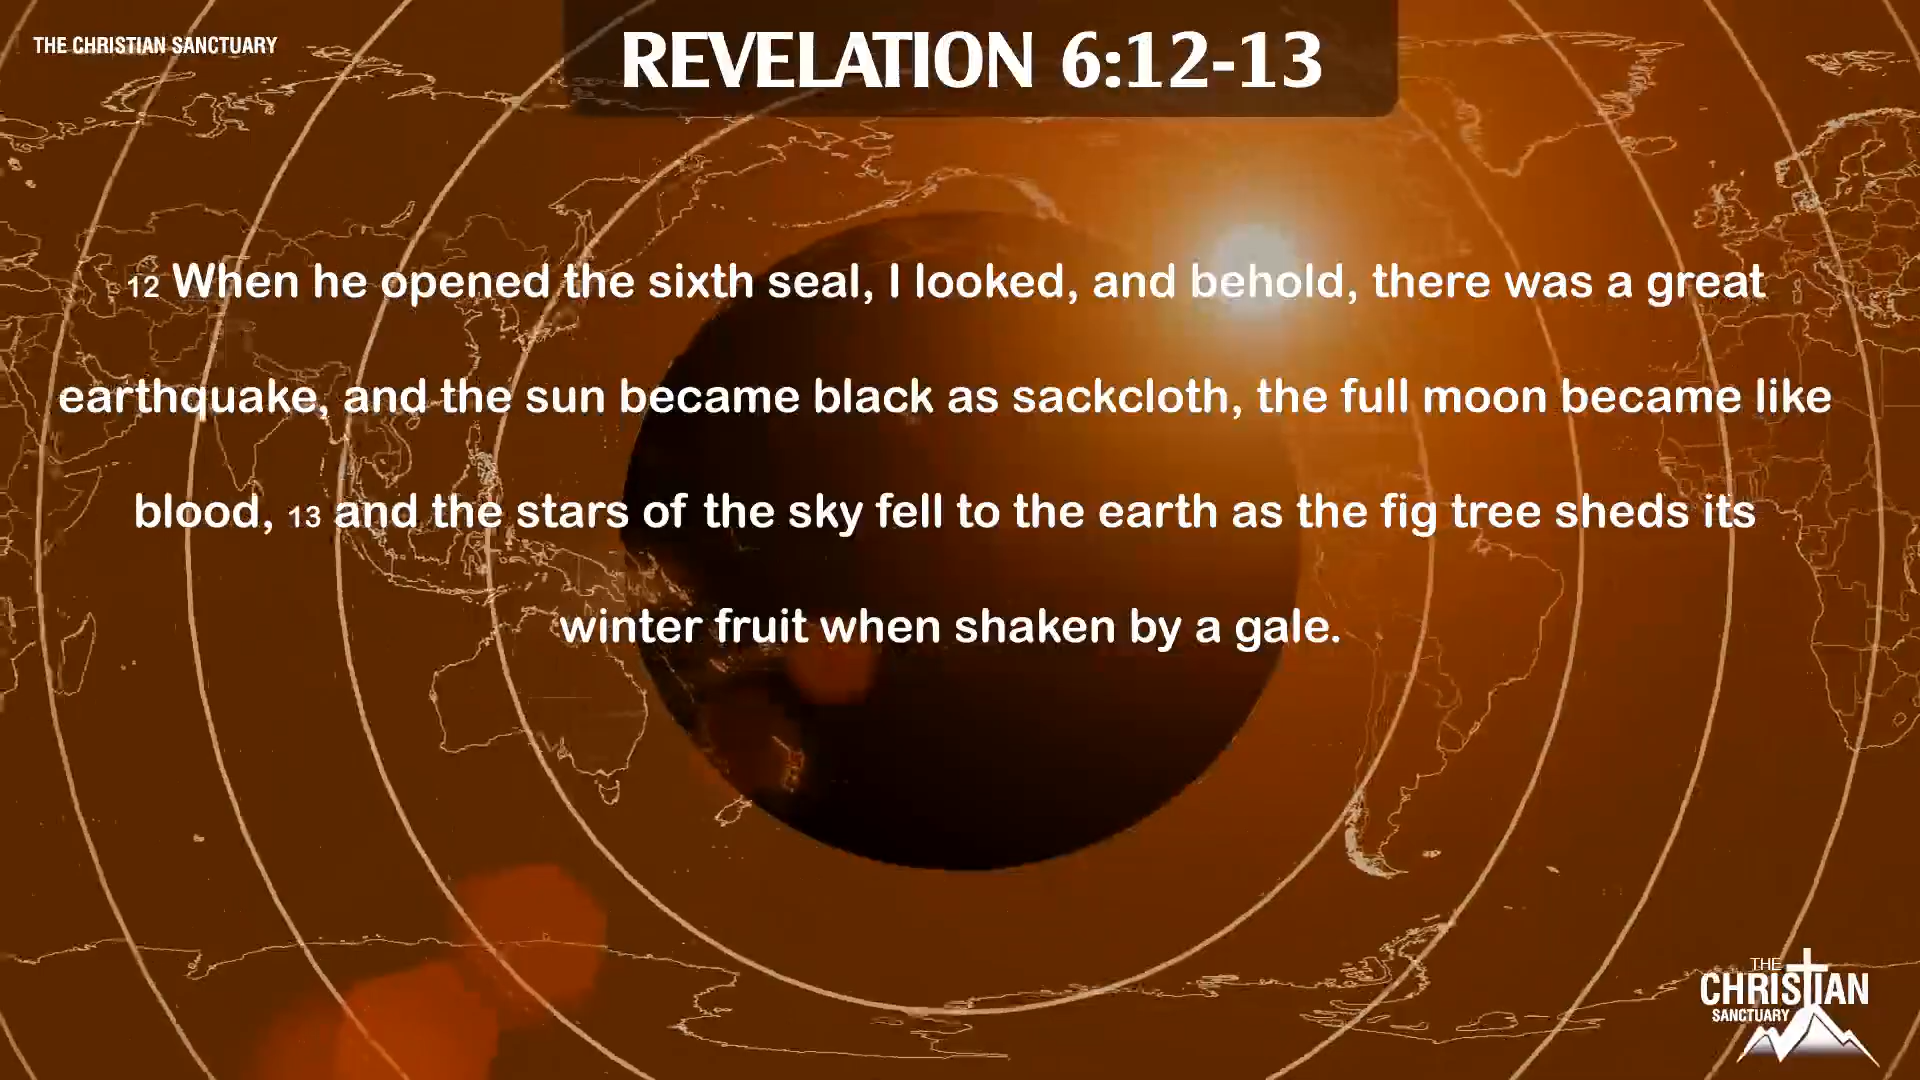 THE CHRISTIAN SANCTUARY
REVELATION 6:12-13
12 When he opened the sixth seal, I looked, and behold, there was a great
earthquake, and the sun became black as sackcloth, the full moon became like
blood, 13 and the stars of the sky fell to the earth as the fig tree sheds its
winter fruit when shaken by a gale.
THE
CHRISTIAN
SANCTUARY